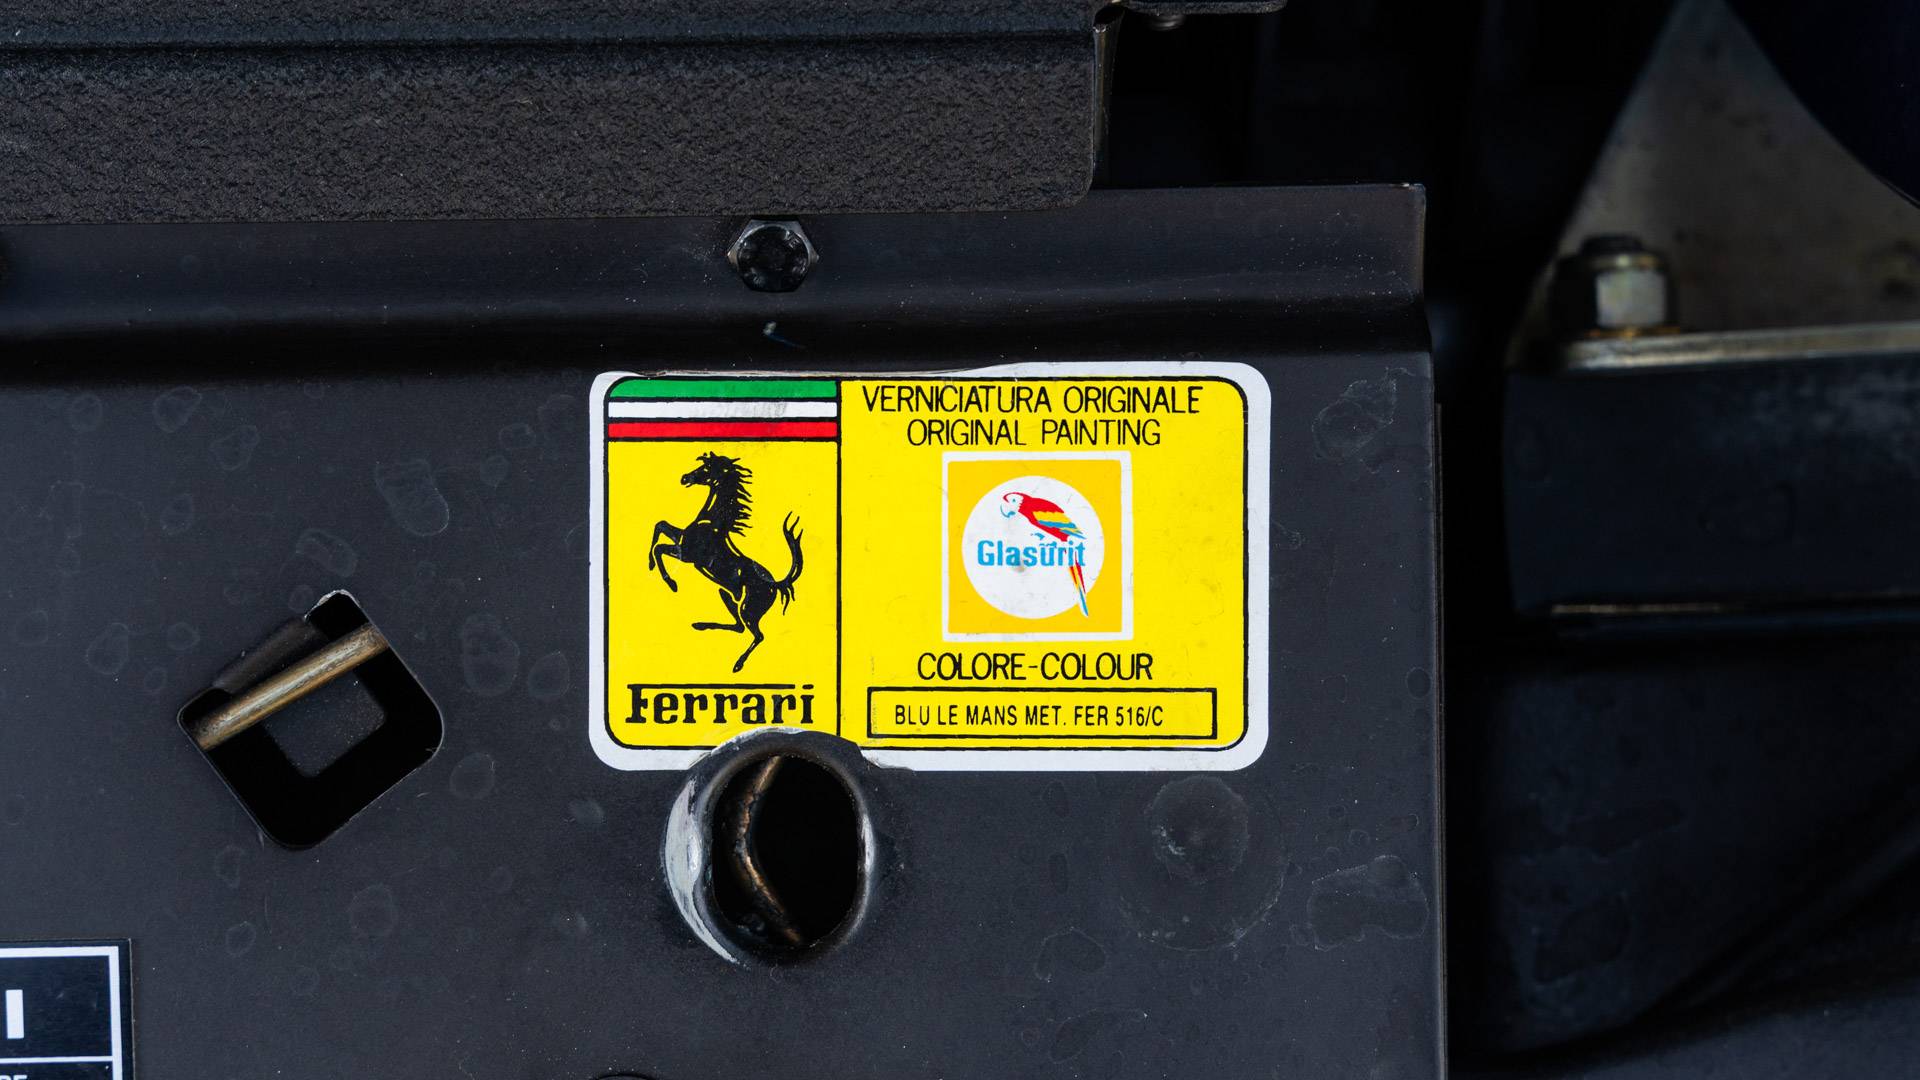 VERNICIATURA ORIGINALE
ORIGINAL PAINTING
Glasurit
COLORE-COLOUR
BLU LE MANS MET. FER 516/C
Ferrari